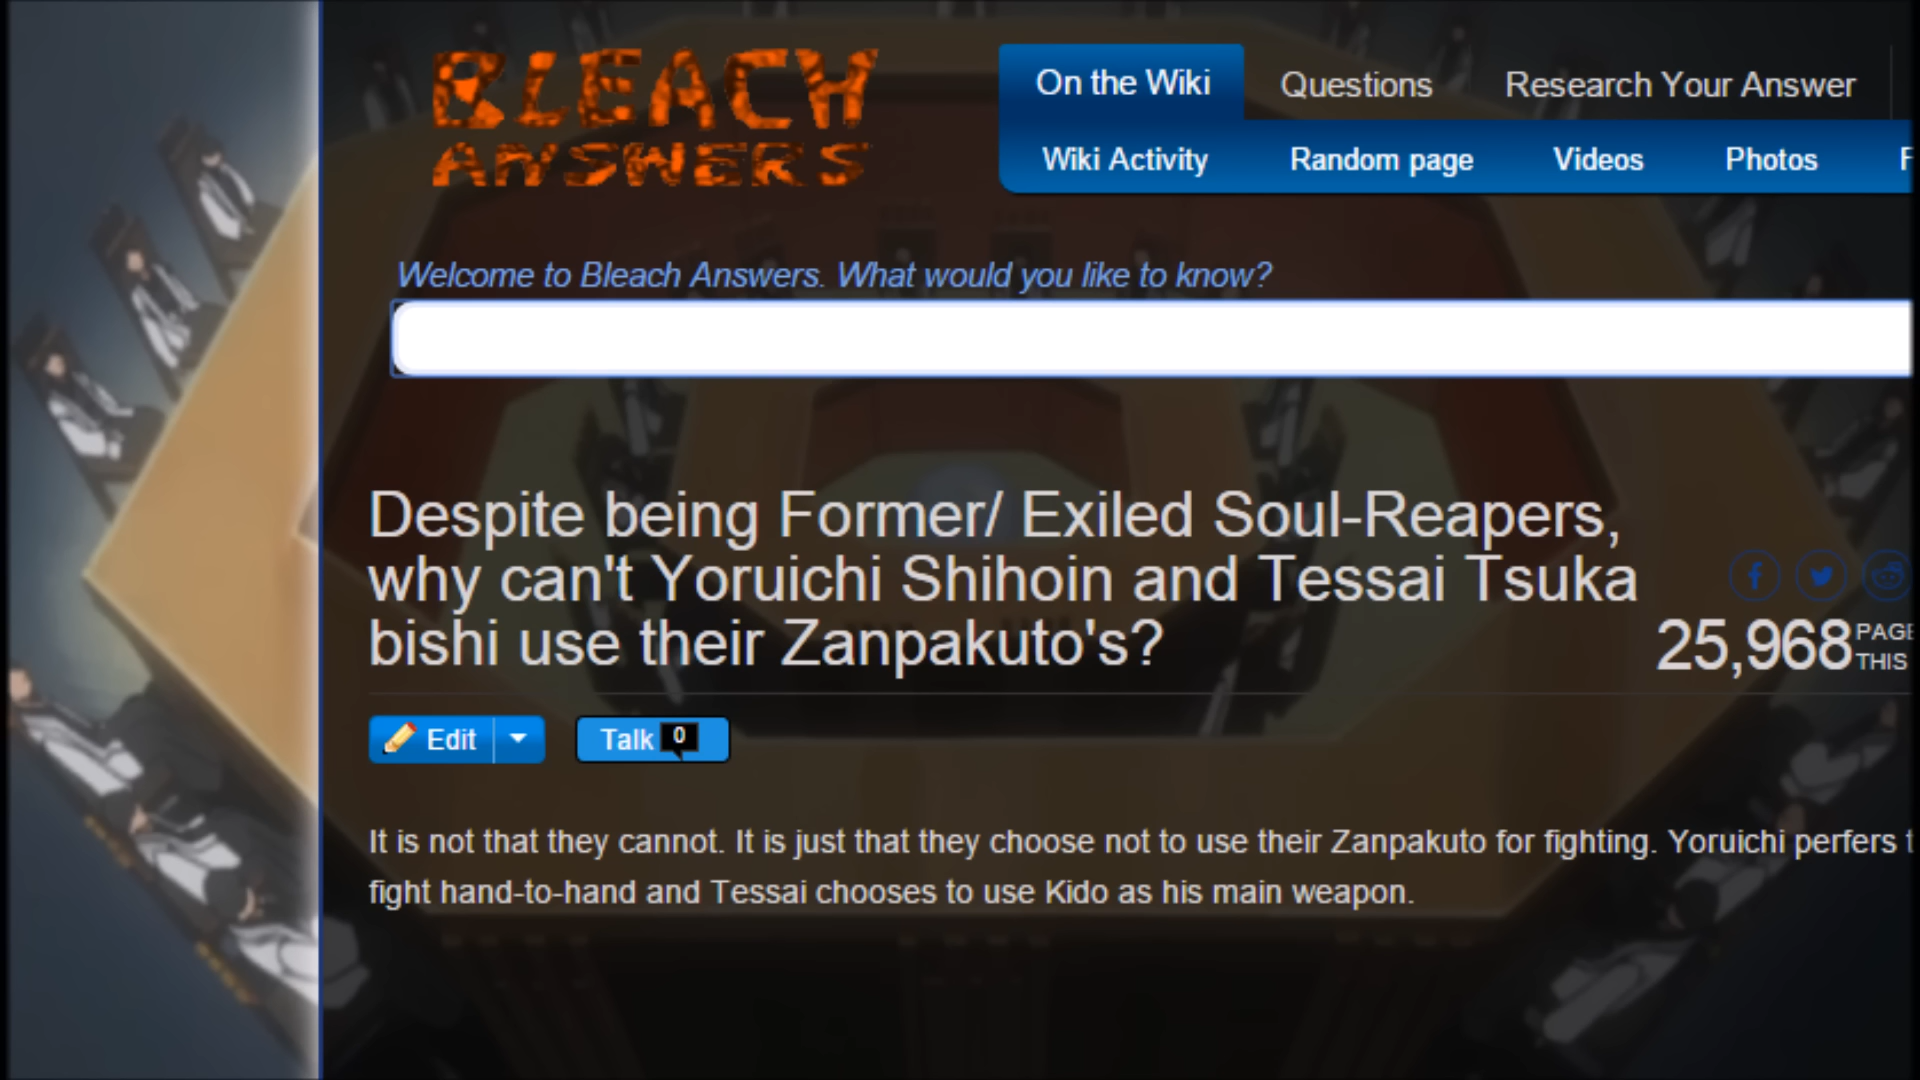 BLEACH
ANSWERS
On the Wiki
Questions
Research Your Answer
Wiki Activity
Random page
Videos
Photos
F
Welcome to Bleach Answers. What would you like to know?
Despite being Former/ Exiled Soul-Reapers,
why can't Yoruichi Shihoin and Tessai Tsuka
bishi use their Zanpakuto's?
25,968
PAGE
THIS
Edit
Talk 0
It is not that they cannot. It is just that they choose not to use their Zanpakuto for fighting. Yoruichi perfers t
fight hand-to-hand and Tessai chooses to use Kido as his main weapon.